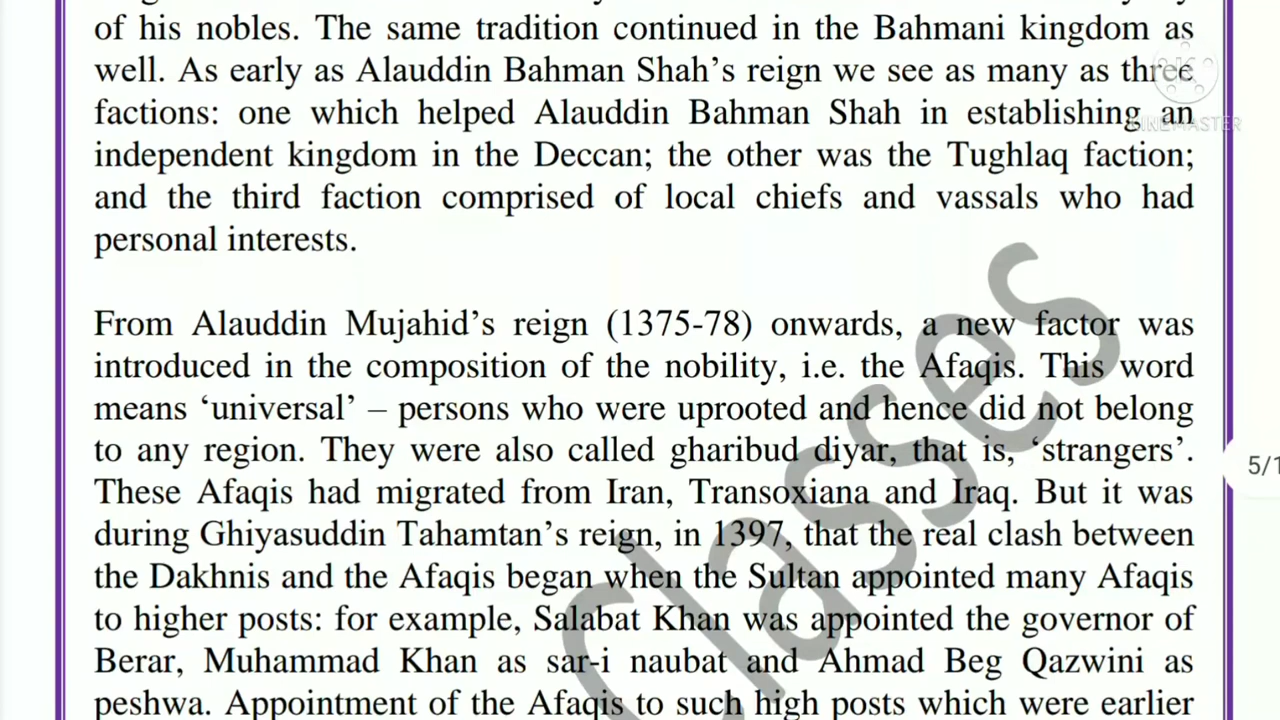 of his nobles. The same tradition continued in the Bahmani kingdom as
well. As early as Alauddin Bahman Shah's reign we see as many as three
factions: one which helped Alauddin Bahman Shah in establishing an
independent kingdom in the Deccan; the other was the Tughlaq faction;
and the third faction comprised of local chiefs and vassals who had
personal interests.
From Alauddin Mujahid's reign (1375-78) onwards, a new factor was
introduced in the composition of the nobility, i.e. the Afaqis. This word
means ‘universal’ – persons who were uprooted and hence did not belong
to any region. They were also called gharibud diyar, that is, ‘strangers’.
These Afaqis had migrated from Iran, Transoxiana and Iraq. But it was
during Ghiyasuddin Tahamtan's reign, in 1397, that the real clash between
the Dakhnis and the Afaqis began when the Sultan appointed many Afaqis
to higher posts: for example, Salabat Khan was appointed the governor of
Berar, Muhammad Khan as sar-i naubat and Ahmad Beg Qazwini as
peshwa. Appointment of the Afaqis to such high posts which were earlier
Classes
KINEMASTER
5/1